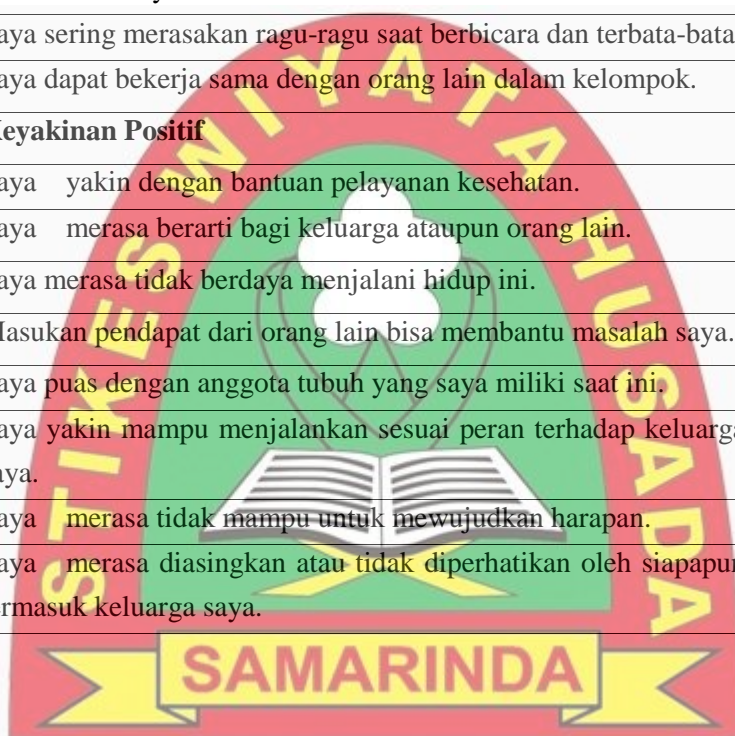 aya sering merasakan ragu-ragu saat berbicara dan terbata-bata
aya dapat bekerja sama dengan orang lain dalam kelompok.
Keyakinan Positif
aya yakin dengan bantuan pelayanan kesehatan.
aya merasa berarti bagi keluarga ataupun orang lain.
aya merasa tidak berdaya menjalani hidup ini.
Masukan pendapat dari orang lain bisa membantu masalah saya.
aya puas dengan anggota tubuh yang saya miliki saat ini.
aya yakin mampu menjalankan sesuai peran terhadap keluarga
aya.
aya merasa tidak mampu untuk mewujudkan harapan.
aya merasa diasingkan atau tidak diperhatikan oleh siapapun
ermasuk keluarga saya.
STIKES WIYATA HUSADA
SAMARINDA